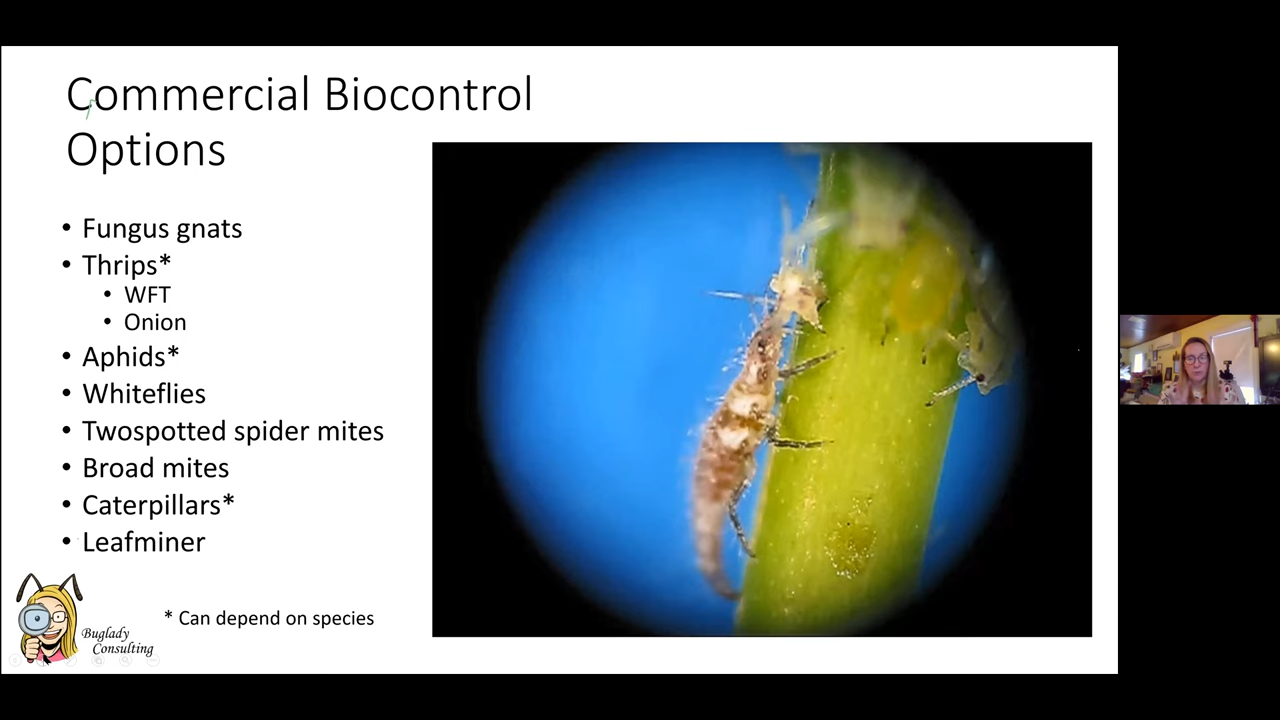 Commercial Biocontrol
Options
• Fungus gnats
• Thrips*
• WFT
• Onion
• Aphids*
• Whiteflies
• Twospotted spider mites
• Broad mites
• Caterpillars*
• Leafminer
* Can depend on species
Buglady
Consulting